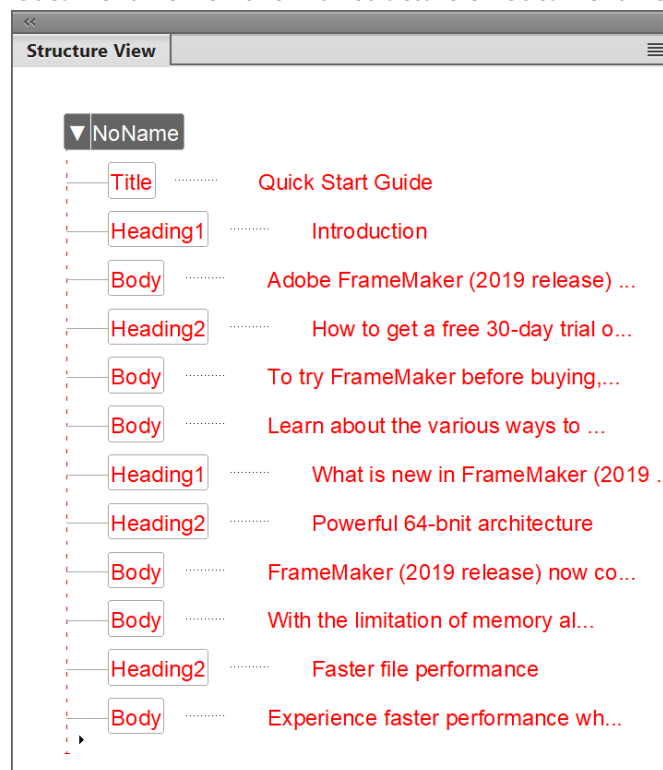 <<
Structure View
NoName
Title Quick Start Guide
Heading1 Introduction
Body Adobe FrameMaker (2019 release) ...
Heading2 How to get a free 30-day trial o...
Body To try FrameMaker before buying,...
Body Learn about the various ways to ...
Heading1 What is new in FrameMaker (2019 .
Heading2 Powerful 64-bnit architecture
Body FrameMaker (2019 release) now co...
Body With the limitation of memory al...
Heading2 Faster file performance
Body Experience faster performance wh...